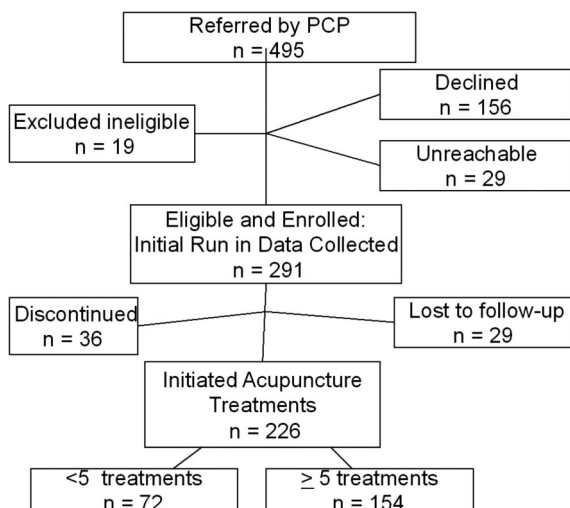 Referred by PCP
n = 495
Declined
n = 156
Excluded ineligible
n = 19
Unreachable
n = 29
Eligible and Enrolled:
Initial Run in Data Collected
n = 291
Discontinued
n = 36
Lost to follow-up
n = 29
Initiated Acupuncture
Treatments
n = 226
<5 treatments
n = 72
≥ 5 treatments
n = 154